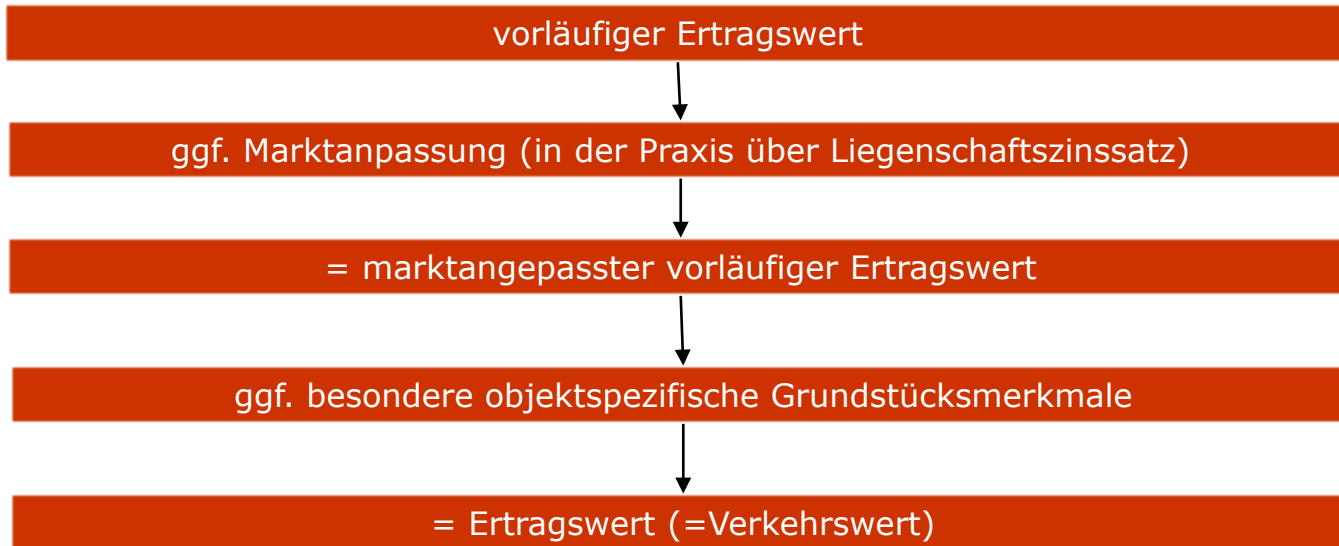 vorläufiger Ertragswert
ggf. Marktanpassung (in der Praxis über Liegenschaftszinssatz)
= marktangepasster vorläufiger Ertragswert
ggf. besondere objektspezifische Grundstücksmerkmale
= Ertragswert (=Verkehrswert)